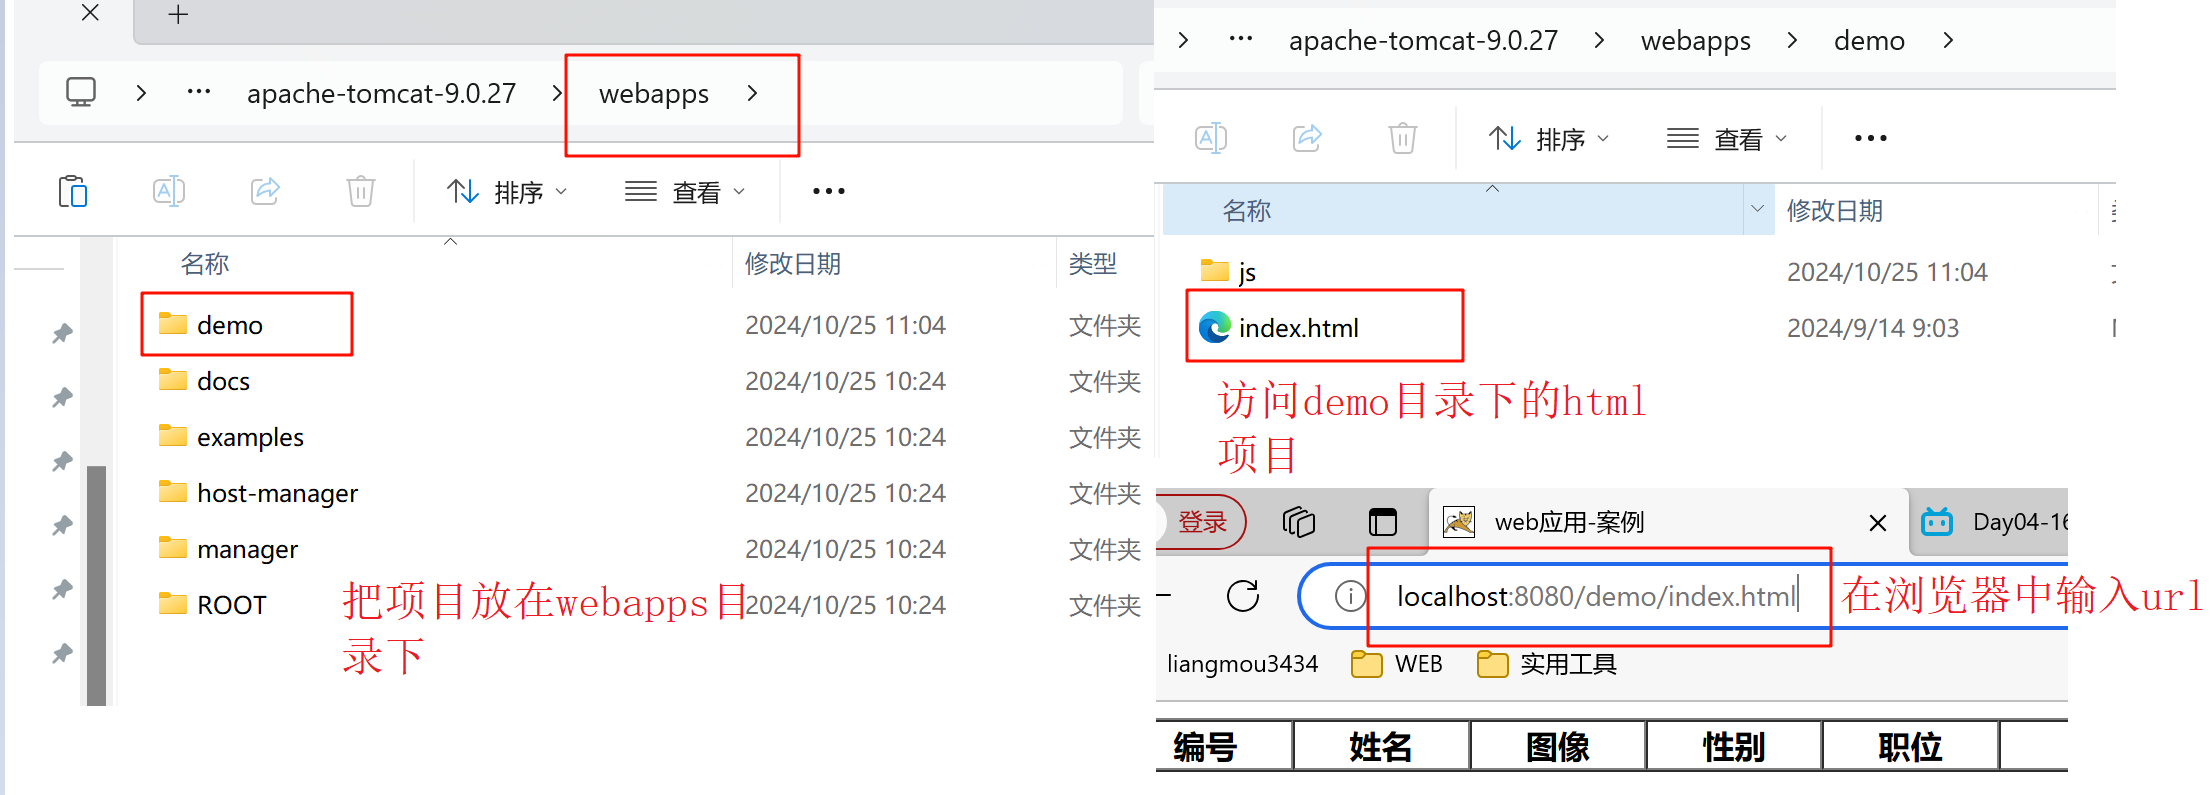 apache-tomcat-9.0.27 > webapps >
排序
查看
名称
修改日期
类型
demo
2024/10/25 11:04
文件夹
docs
2024/10/25 10:24
文件夹
examples
2024/10/25 10:24
文件夹
host-manager
2024/10/25 10:24
文件夹
manager
2024/10/25 10:24
文件夹
ROOT
2024/10/25 10:24
文件夹
把项目放在webapps目
录下
apache-tomcat-9.0.27 > webapps > demo >
排序
查看
名称
修改日期
js
2024/10/25 11:04
index.html
2024/9/14 9:03
访问demo目录下的html
项目
登录
web应用-案例
Day04-16
localhost:8080/demo/index.html
在浏览器中输入url
liangmou3434
WEB
实用工具
编号
姓名
图像
性别
职位